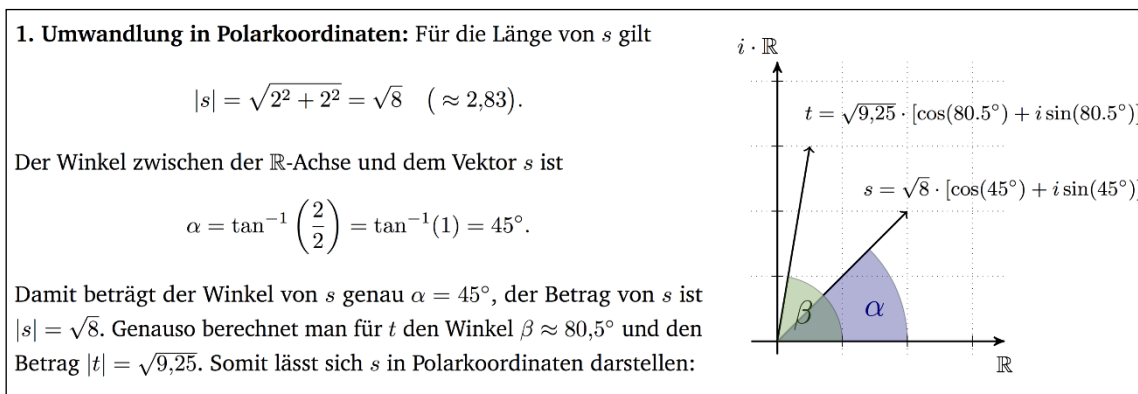 1. Umwandlung in Polarkoordinaten: Für die Länge von s gilt
|s| = √(2² + 2²) = √8 ( ≈ 2,83).
Der Winkel zwischen der ℝ-Achse und dem Vektor s ist
α = tan⁻¹(2/2) = tan⁻¹(1) = 45°.
Damit beträgt der Winkel von s genau α = 45°, der Betrag von s ist
|s| = √8. Genauso berechnet man für t den Winkel β ≈ 80,5° und den
Betrag |t| = √9,25. Somit lässt sich s in Polarkoordinaten darstellen:
i · ℝ
t = √9,25 · [cos(80.5°) + i sin(80.5°)]
s = √8 · [cos(45°) + i sin(45°)]
β
α
ℝ